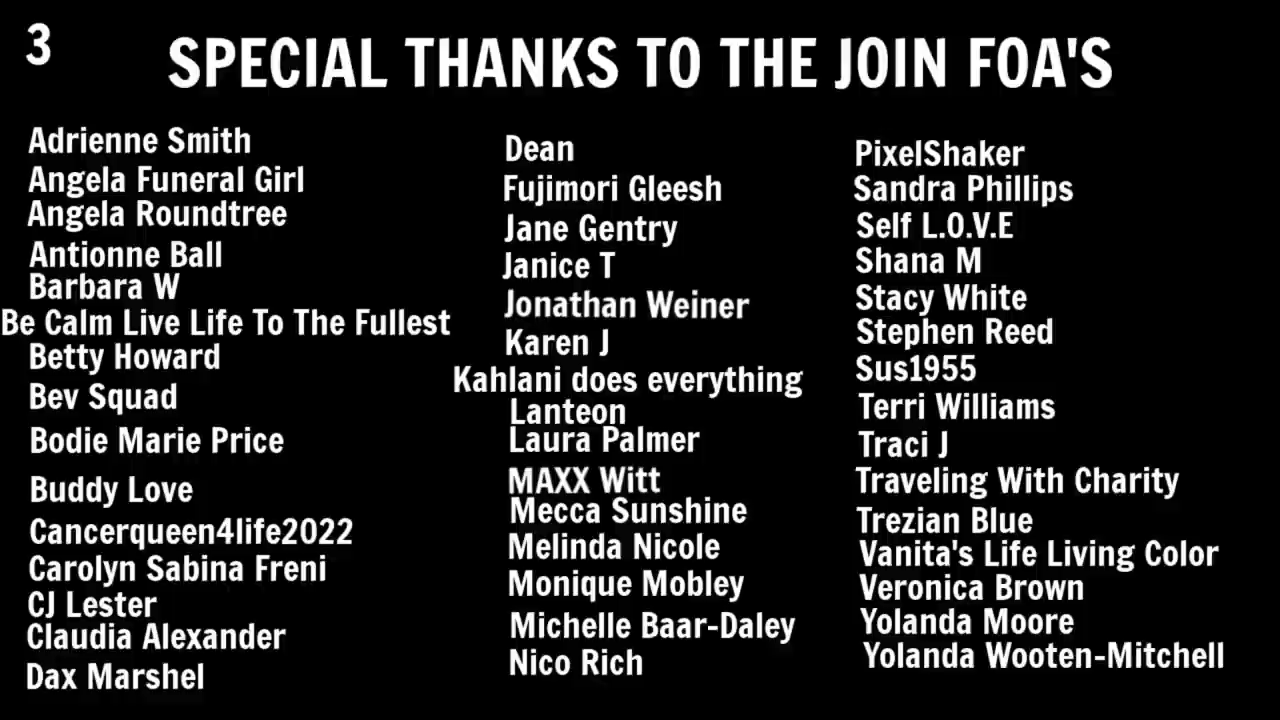 3
SPECIAL THANKS TO THE JOIN FOA'S
Adrienne Smith
Angela Funeral Girl
Angela Roundtree
Antionne Ball
Barbara W
Be Calm Live Life To The Fullest
Betty Howard
Bev Squad
Bodie Marie Price
Buddy Love
Cancerqueen4life2022
Carolyn Sabina Freni
CJ Lester
Claudia Alexander
Dax Marshel
Dean
Fujimori Gleesh
Jane Gentry
Janice T
Jonathan Weiner
Karen J
Kahlani does everything
Lanteon
Laura Palmer
MAXX Witt
Mecca Sunshine
Melinda Nicole
Monique Mobley
Michelle Baar-Daley
Nico Rich
PixelShaker
Sandra Phillips
Self L.O.V.E
Shana M
Stacy White
Stephen Reed
Sus1955
Terri Williams
Traci J
Traveling With Charity
Trezian Blue
Vanita's Life Living Color
Veronica Brown
Yolanda Moore
Yolanda Wooten-Mitchell